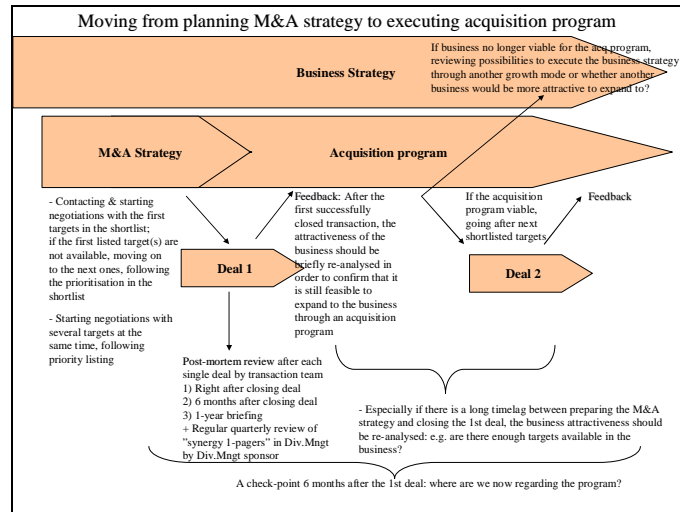 Moving from planning M&A strategy to executing acquisition program
If business no longer viable for the acq program,
reviewing possibilities to execute the business strategy
through another growth mode or whether another
business would be more attractive to expand to?
Business Strategy
M&A Strategy
Acquisition program
- Contacting & starting
negotiations with the first
targets in the shortlist;
if the first listed target(s) are
not available, moving on
to the next ones, following
the prioritisation in the
shortlist
- Starting negotiations with
several targets at the
same time, following
priority listing
Deal 1
Feedback: After the
first successfully
closed transaction, the
attractiveness of the
business should be
briefly re-analysed in
order to confirm that it
is still feasible to
expand to the business
through an acquisition
program
If the acquisition
program viable,
going after next
shortlisted targets
Feedback
Deal 2
Post-mortem review after each
single deal by transaction team
1) Right after closing deal
2) 6 months after closing deal
3) 1-year briefing
+ Regular quarterly review of
"synergy 1-pagers" in Div.Mngt
by Div.Mngt sponsor
- Especially if there is a long timelag between preparing the M&A
strategy and closing the 1st deal, the business attractiveness should
be re-analysed: e.g. are there enough targets available in the
business?
A check-point 6 months after the 1st deal: where are we now regarding the program?